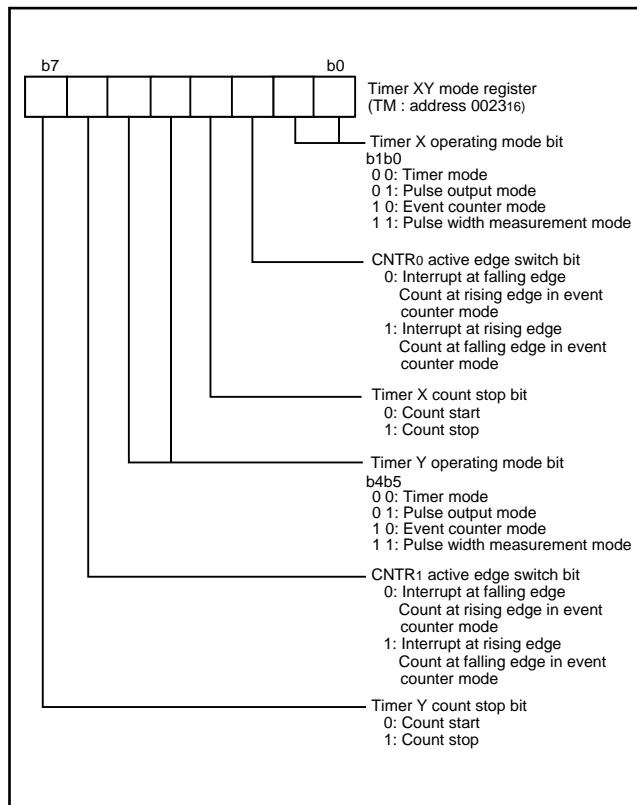 b7 b0
Timer XY mode register
(TM : address 002316)
Timer X operating mode bit
b1b0
0 0: Timer mode
0 1: Pulse output mode
1 0: Event counter mode
1 1: Pulse width measurement mode
CNTR0 active edge switch bit
0: Interrupt at falling edge
Count at rising edge in event
counter mode
1: Interrupt at rising edge
Count at falling edge in event
counter mode
Timer X count stop bit
0: Count start
1: Count stop
Timer Y operating mode bit
b4b5
0 0: Timer mode
0 1: Pulse output mode
1 0: Event counter mode
1 1: Pulse width measurement mode
CNTR1 active edge switch bit
0: Interrupt at falling edge
Count at rising edge in event
counter mode
1: Interrupt at rising edge
Count at falling edge in event
counter mode
Timer Y count stop bit
0: Count start
1: Count stop